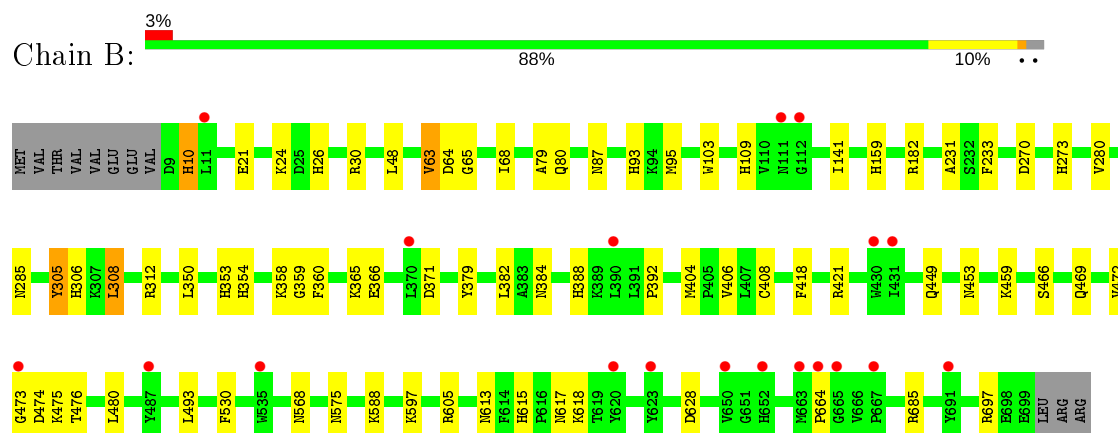 3%
Chain B:
88% 10% • •
MET VAL THR VAL VAL GLU GLU VAL D9 H10 L11 E21 K24 D25 H26 R30 L48 V63 D64 G65 I68 A79 Q80 N87 H93 K94 M95 W103 H109 V110 N111 G112 I141 H159 R182 A231 S232 F233 D270 H273 V280
N285 Y305 H306 K307 L308 R312 L350 H353 H354 K358 G359 F360 K365 E366 L370 D371 Y379 L382 A383 N384 H388 K389 L390 L391 P392 M404 P405 V406 L407 C408 F418 R421 W430 I431 Q449 N453 K459 S466 Q469
G473 D474 K475 T476 L480 Y487 L493 F530 W535 N568 N575 K588 K597 R605 N613 F614 H615 P616 N617 K618 T619 Y620 Y623 D628 V650 G651 H652 M663 P664 G665 V666 P667 R685 Y691 R697 E698 E699 LEU ARG ARG